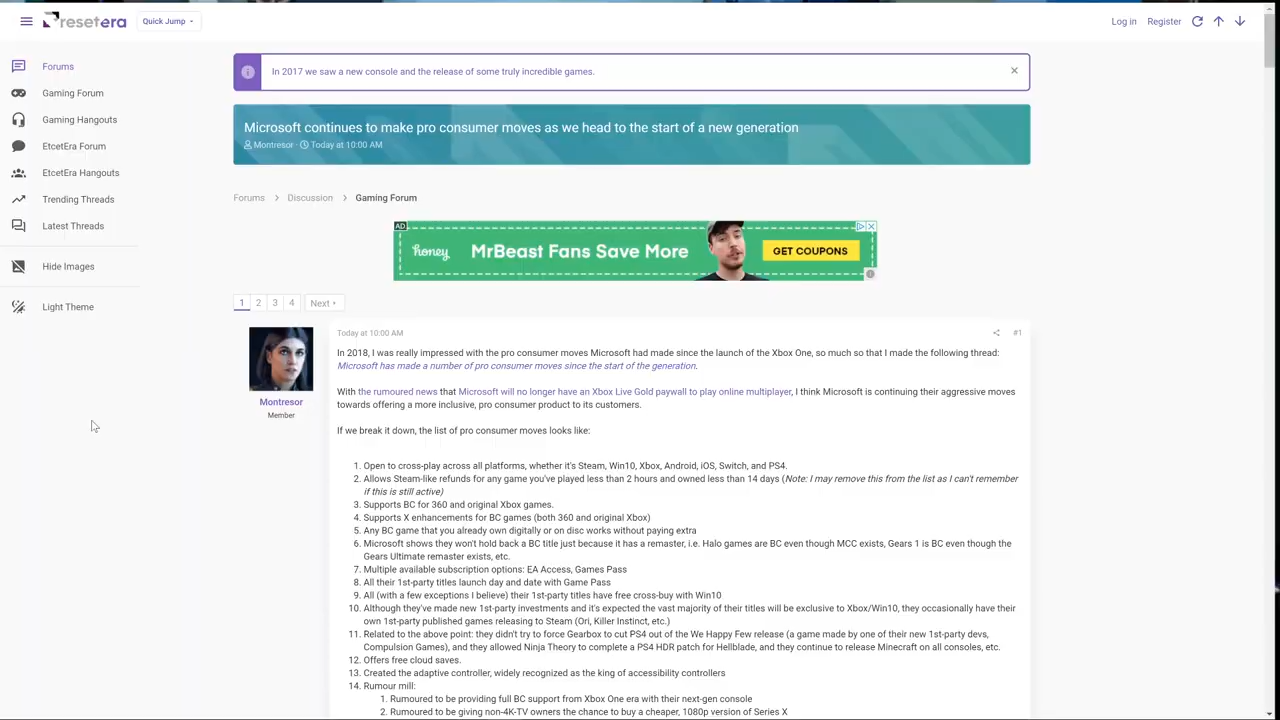 resetera
Quick Jump
Log in
Register
Forums
Gaming Forum
Gaming Hangouts
EtcetEra Forum
EtcetEra Hangouts
Trending Threads
Latest Threads
Hide Images
Light Theme
In 2017 we saw a new console and the release of some truly incredible games.
Microsoft continues to make pro consumer moves as we head to the start of a new generation
Montresor · Today at 10:00 AM
Forums > Discussion > Gaming Forum
AD
honey MrBeast Fans Save More GET COUPONS
1 2 3 4 Next
Montresor
Member
Today at 10:00 AM #1
In 2018, I was really impressed with the pro consumer moves Microsoft had made since the launch of the Xbox One, so much so that I made the following thread:
Microsoft has made a number of pro consumer moves since the start of the generation.
With the rumoured news that Microsoft will no longer have an Xbox Live Gold paywall to play online multiplayer, I think Microsoft is continuing their aggressive moves
towards offering a more inclusive, pro consumer product to its customers.
If we break it down, the list of pro consumer moves looks like:
1. Open to cross-play across all platforms, whether it's Steam, Win10, Xbox, Android, iOS, Switch, and PS4.
2. Allows Steam-like refunds for any game you've played less than 2 hours and owned less than 14 days (Note: I may remove this from the list as I can't remember
if this is still active)
3. Supports BC for 360 and original Xbox games.
4. Supports X enhancements for BC games (both 360 and original Xbox)
5. Any BC game that you already own digitally or on disc works without paying extra
6. Microsoft shows they won't hold back a BC title just because it has a remaster, i.e. Halo games are BC even though MCC exists, Gears 1 is BC even though the
Gears Ultimate remaster exists, etc.
7. Multiple available subscription options: EA Access, Games Pass
8. All their 1st-party titles launch day and date with Game Pass
9. All (with a few exceptions I believe) their 1st-party titles have free cross-buy with Win10
10. Although they've made new 1st-party investments and it's expected the vast majority of their titles will be exclusive to Xbox/Win10, they occasionally have their
own 1st-party published games releasing to Steam (Ori, Killer Instinct, etc.)
11. Related to the above point: they didn't try to force Gearbox to cut PS4 out of the We Happy Few release (a game made by one of their new 1st-party devs,
Compulsion Games), and they allowed Ninja Theory to complete a PS4 HDR patch for Hellblade, and they continue to release Minecraft on all consoles, etc.
12. Offers free cloud saves.
13. Created the adaptive controller, widely recognized as the king of accessibility controllers
14. Rumour mill:
1. Rumoured to be providing full BC support from Xbox One era with their next-gen console
2. Rumoured to be giving non-4K-TV owners the chance to buy a cheaper, 1080p version of Series X